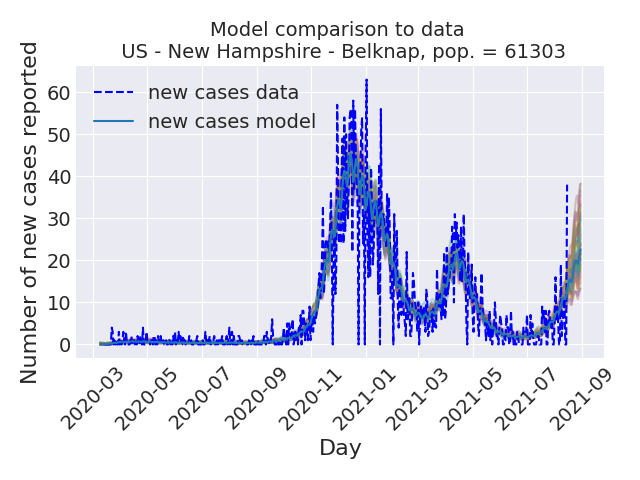 Model comparison to data
US - New Hampshire - Belknap, pop. = 61303
Number of new cases reported
60
50
40
30
20
10
0
new cases data
new cases model
2020-03
2020-05
2020-07
2020-09
2020-11
2021-01
2021-03
2021-05
2021-07
2021-09
Day